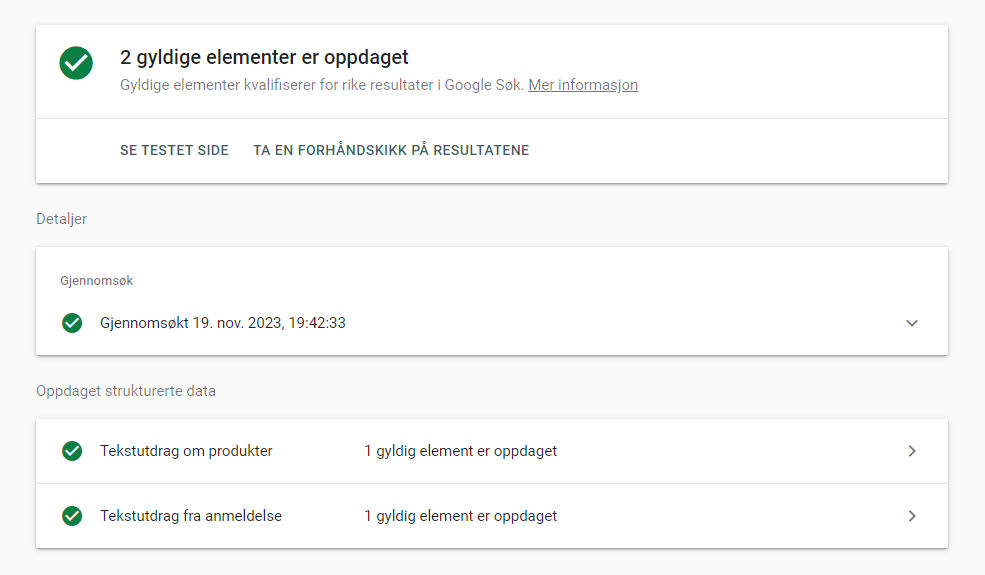 2 gyldige elementer er oppdaget
Gyldige elementer kvalifiserer for rike resultater i Google Søk. Mer informasjon
SE TESTET SIDE TA EN FORHÅNDSKIKK PÅ RESULTATENE
Detaljer
Gjennomsøk
Gjennomsøkt 19. nov. 2023, 19:42:33
Oppdaget strukturerte data
Tekstutdrag om produkter 1 gyldig element er oppdaget
Tekstutdrag fra anmeldelse 1 gyldig element er oppdaget